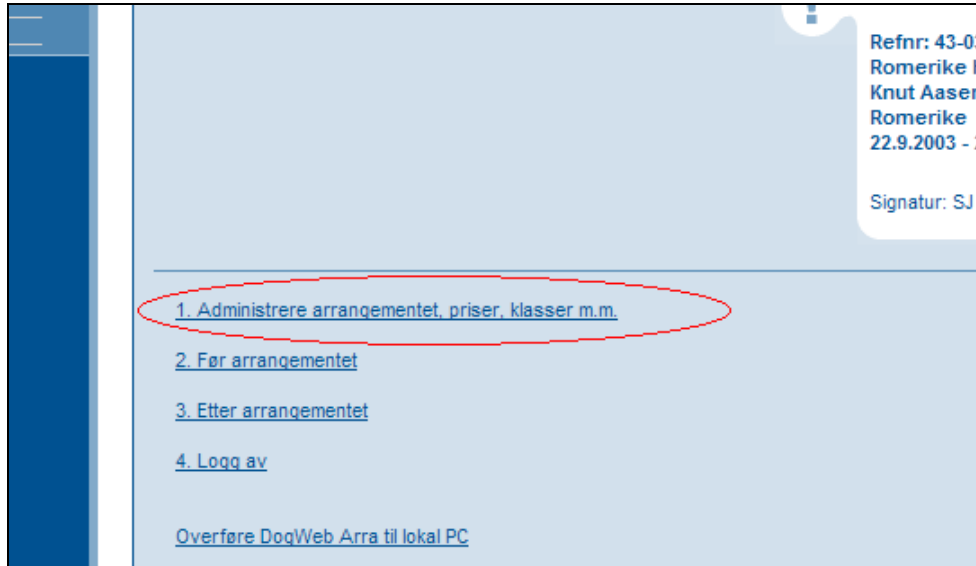 Refnr: 43-03
Romerike
Knut Aaser
Romerike
22.9.2003 -
Signatur: SJ
1. Administrere arrangementet, priser, klasser m.m.
2. Før arrangementet
3. Etter arrangementet
4. Logg av
Overføre DogWeb Arra til lokal PC